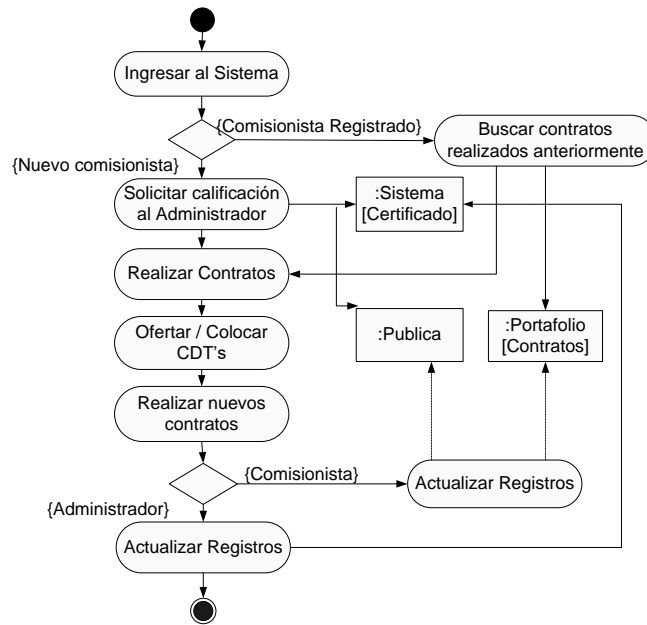 Ingresar al Sistema
{Comisionista Registrado}
Buscar contratos
realizados anteriormente
{Nuevo comisionista}
Solicitar calificación
al Administrador
:Sistema
[Certificado]
Realizar Contratos
Ofertar / Colocar
CDT's
:Publica
:Portafolio
[Contratos]
Realizar nuevos
contratos
{Comisionista}
Actualizar Registros
{Administrador}
Actualizar Registros